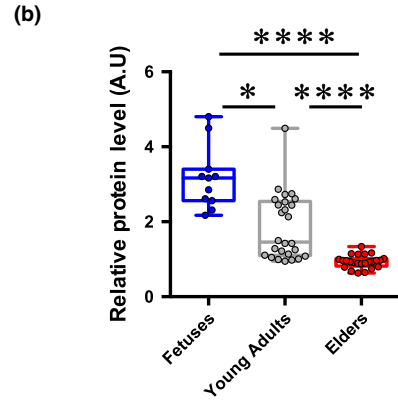 (b)
****
* ****
Relative protein level (A.U)
6
4
2
0
Fetuses
Young Adults
Elders